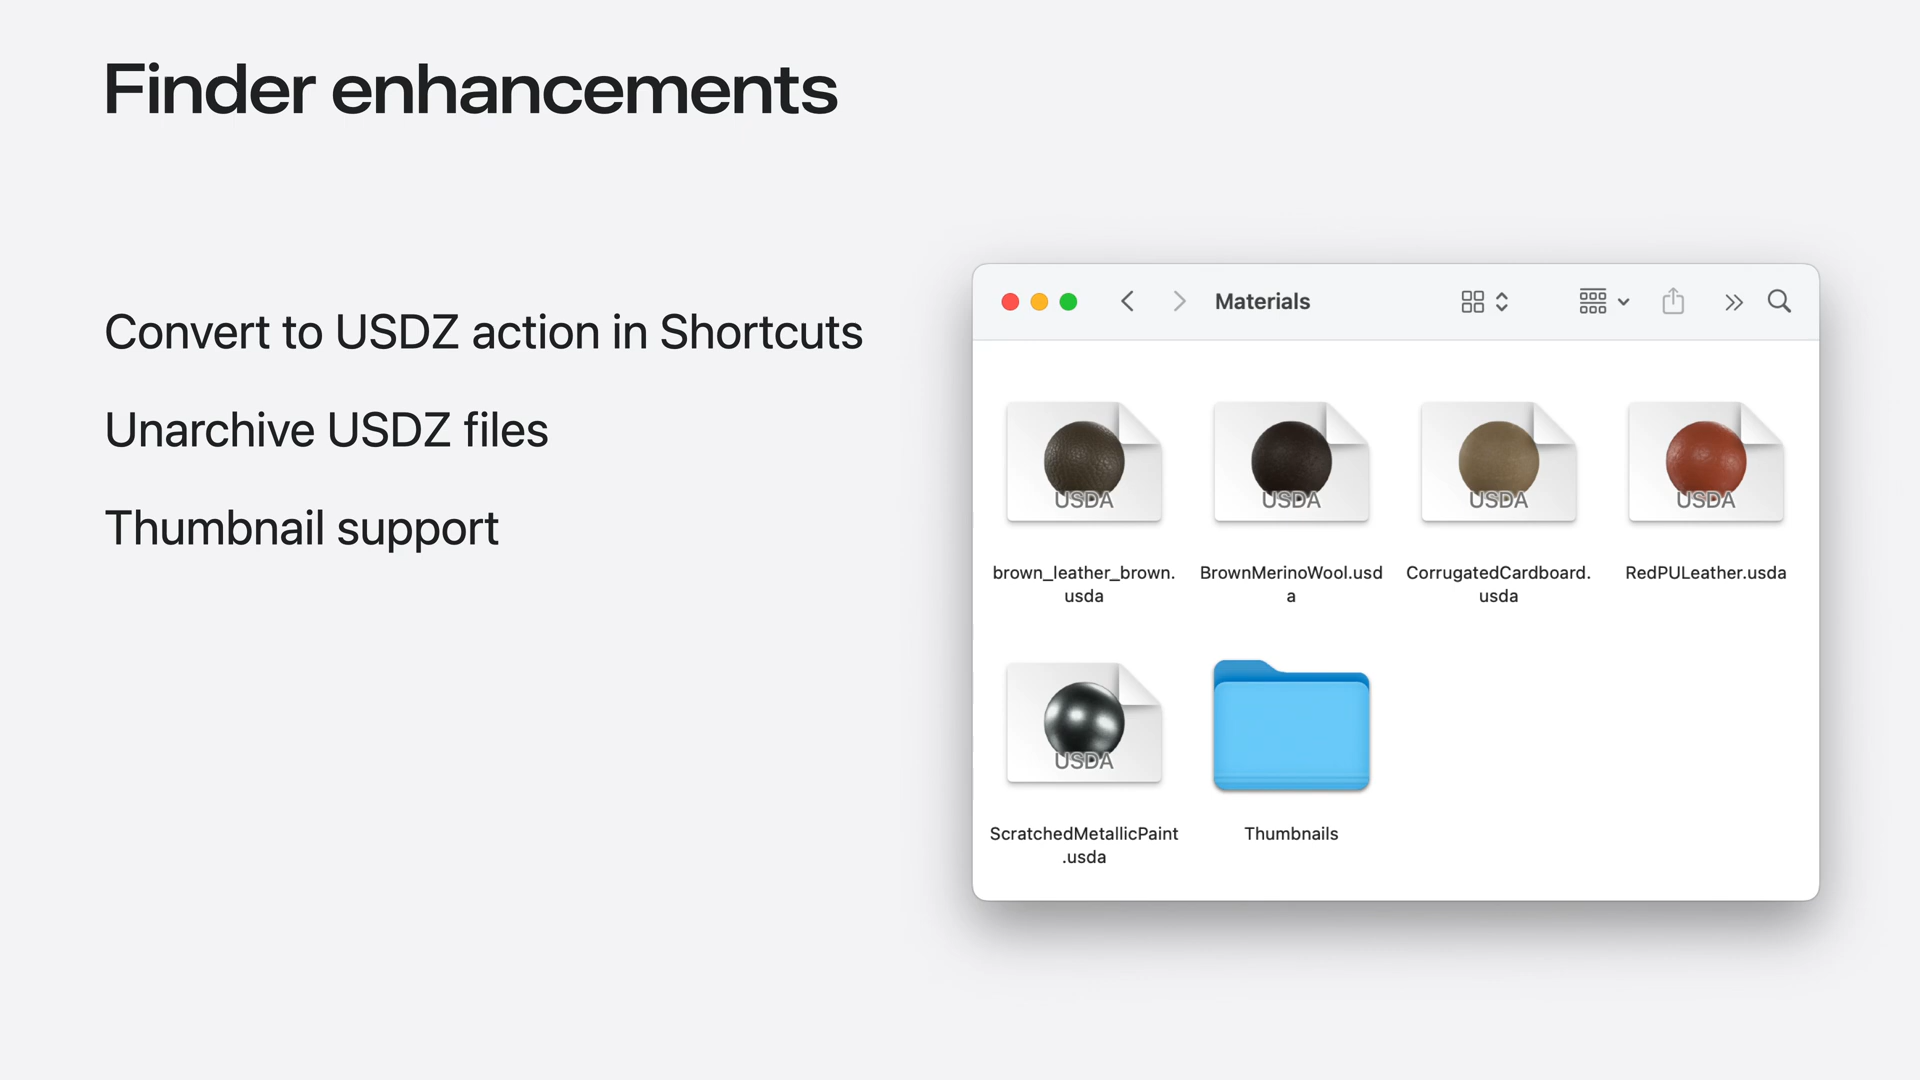 Finder enhancements
Convert to USDZ action in Shortcuts
Unarchive USDZ files
Thumbnail support
Materials
USDA
USDA
USDA
USDA
brown_leather_brown.
usda
BrownMerinoWool.usd
a
CorrugatedCardboard.
usda
RedPULeather.usda
USDA
ScratchedMetallicPaint
.usda
Thumbnails